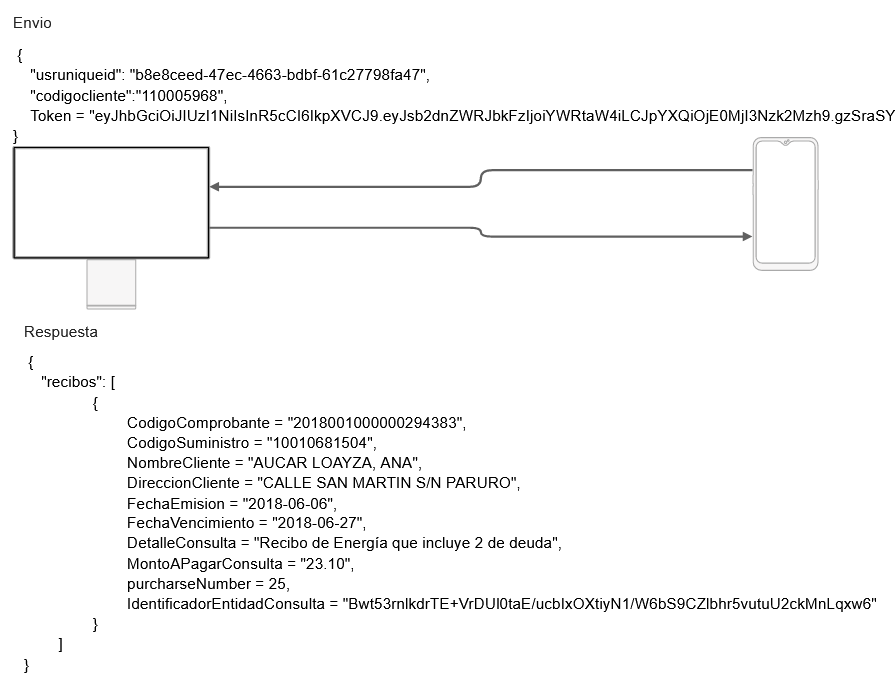 Envio
{
"usruniqueid": "b8e8ceed-47ec-4663-bdbf-61c27798fa47",
"codigocliente":"110005968",
Token = "eyJhbGciOiJIUzI1NiIsInR5cCI6IkpXVCJ9.eyJsb2dnZWRJbkFzIjoiYWRtaW4iLCJpYXQiOjE0MjI3Nzk2Mzh9.gzSraSY
}
Respuesta
{
"recibos": [
{
CodigoComprobante = "2018001000000294383",
CodigoSuministro = "10010681504",
NombreCliente = "AUCAR LOAYZA, ANA",
DireccionCliente = "CALLE SAN MARTIN S/N PARURO",
FechaEmision = "2018-06-06",
FechaVencimiento = "2018-06-27",
DetalleConsulta = "Recibo de Energía que incluye 2 de deuda",
MontoAPagarConsulta = "23.10",
purcharseNumber = 25,
IdentificadorEntidadConsulta = "Bwt53rnlkdrTE+VrDUI0taE/ucbIxOXtiyN1/W6bS9CZlbhr5vutuU2ckMnLqxw6"
}
]
}